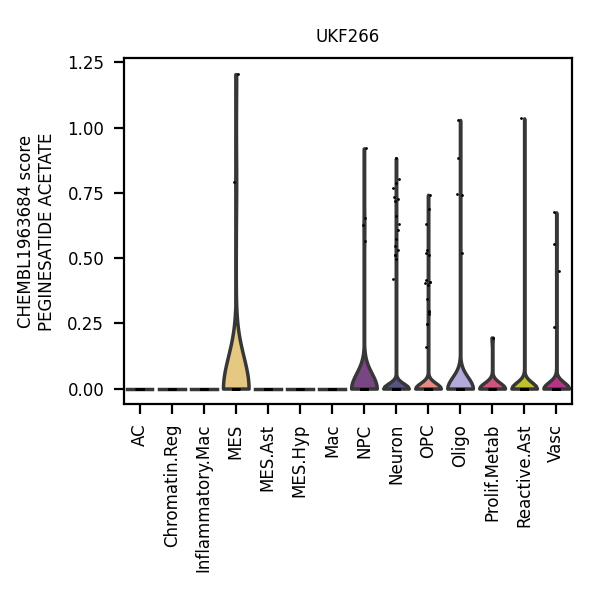 UKF266
CHEMBL1963684 score
PEGINESATIDE ACETATE
1.25
1.00
0.75
0.50
0.25
0.00
AC
Chromatin.Reg
Inflammatory.Mac
MES
MES.Ast
MES.Hyp
Mac
NPC
Neuron
OPC
Oligo
Prolif.Metab
Reactive.Ast
Vasc